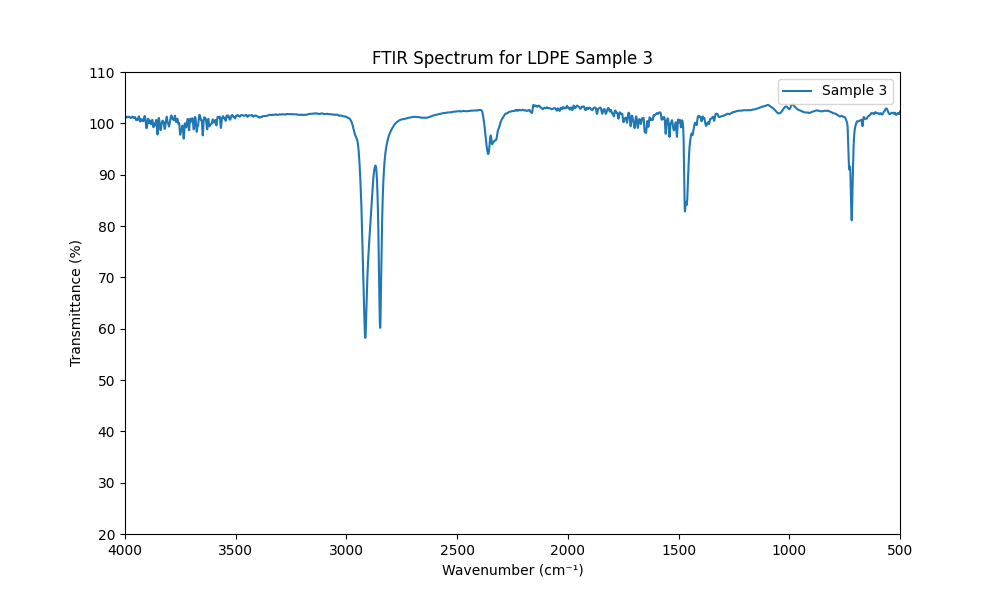 FTIR Spectrum for LDPE Sample 3
110
100
90
80
70
60
50
40
30
20
Transmittance (%)
Sample 3
4000 3500 3000 2500 2000 1500 1000 500
Wavenumber (cm⁻¹)